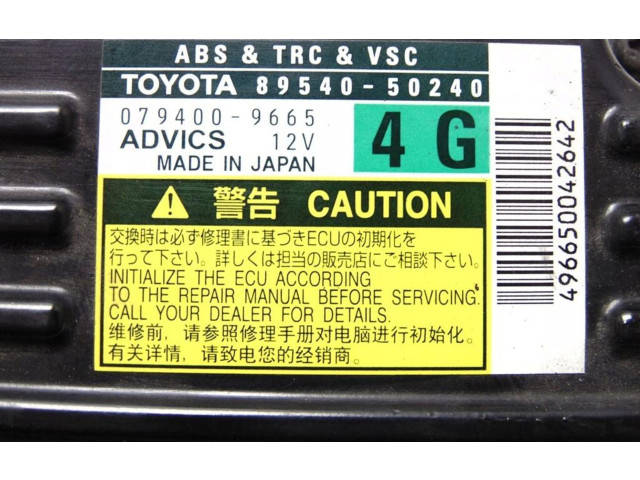 ABS & TRC & VSC
TOYOTA 89540-50240
079400-9665
ADVICS 12V
MADE IN JAPAN
4G
⚠ 警告 CAUTION
交換時は必ず修理書に基づきECUの初期化を
行って下さい。詳しくは担当の販売店にご相談下さい。
INITIALIZE THE ECU ACCORDING
TO THE REPAIR MANUAL BEFORE SERVICING.
CALL YOUR DEALER FOR DETAILS.
维修前，请参照修理手册对电脑进行初始化。
有关详情，请致电您的经销商。
496650042642